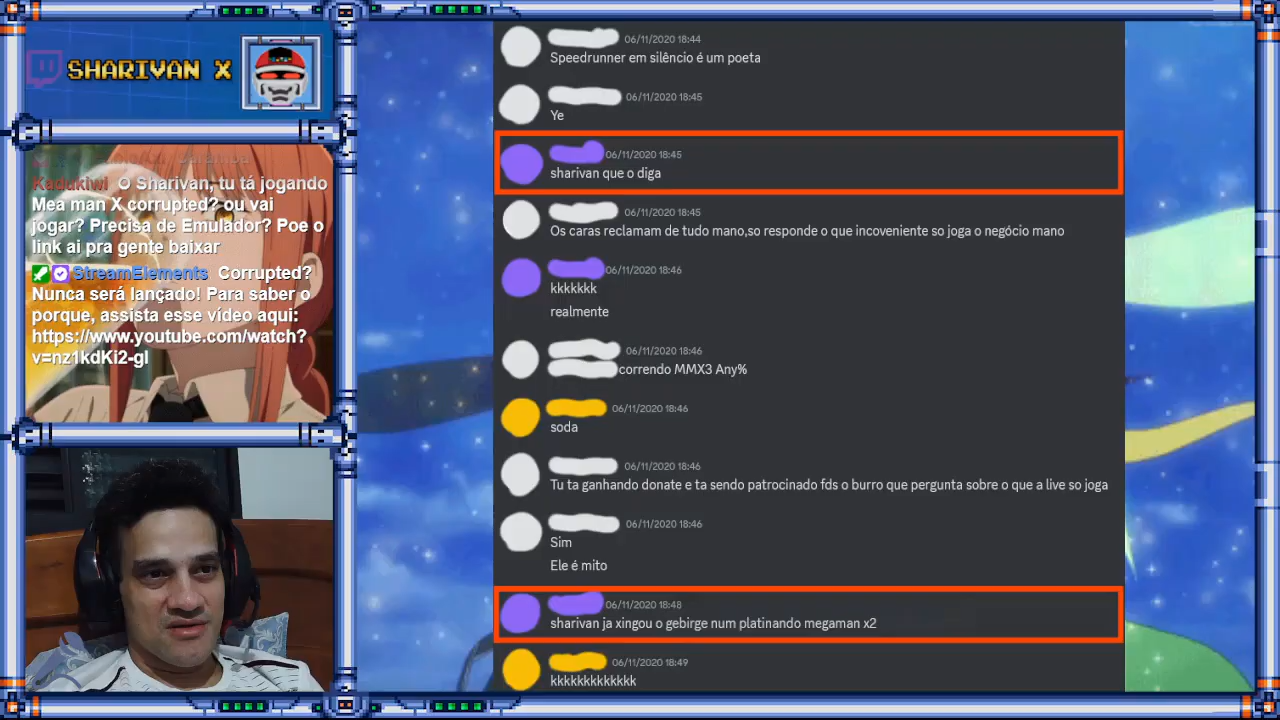 SHARIVAN X
Kadukiwi O Sharivan, tu tá jogando
Mea man X corrupted? ou vai
jogar? Precisa de Emulador? Poe o
link ai pra gente baixar
StreamElements Corrupted?
Nunca será lançado! Para saber o
porque, assista esse vídeo aqui:
https://www.youtube.com/watch?
v=nz1kdKi2-gI
06/11/2020 18:44
Speedrunner em silêncio é um poeta
06/11/2020 18:45
Ye
06/11/2020 18:45
sharivan que o diga
06/11/2020 18:45
Os caras reclamam de tudo mano,so responde o que incoveniente so joga o negócio mano
06/11/2020 18:46
kkkkkkk
realmente
06/11/2020 18:46
correndo MMX3 Any%
06/11/2020 18:46
soda
06/11/2020 18:46
Tu ta ganhando donate e ta sendo patrocinado fds o burro que pergunta sobre o que a live so joga
06/11/2020 18:46
Sim
Ele é mito
06/11/2020 18:48
sharivan ja xingou o gebirge num platinando megaman x2
06/11/2020 18:49
kkkkkkkkkkkkk